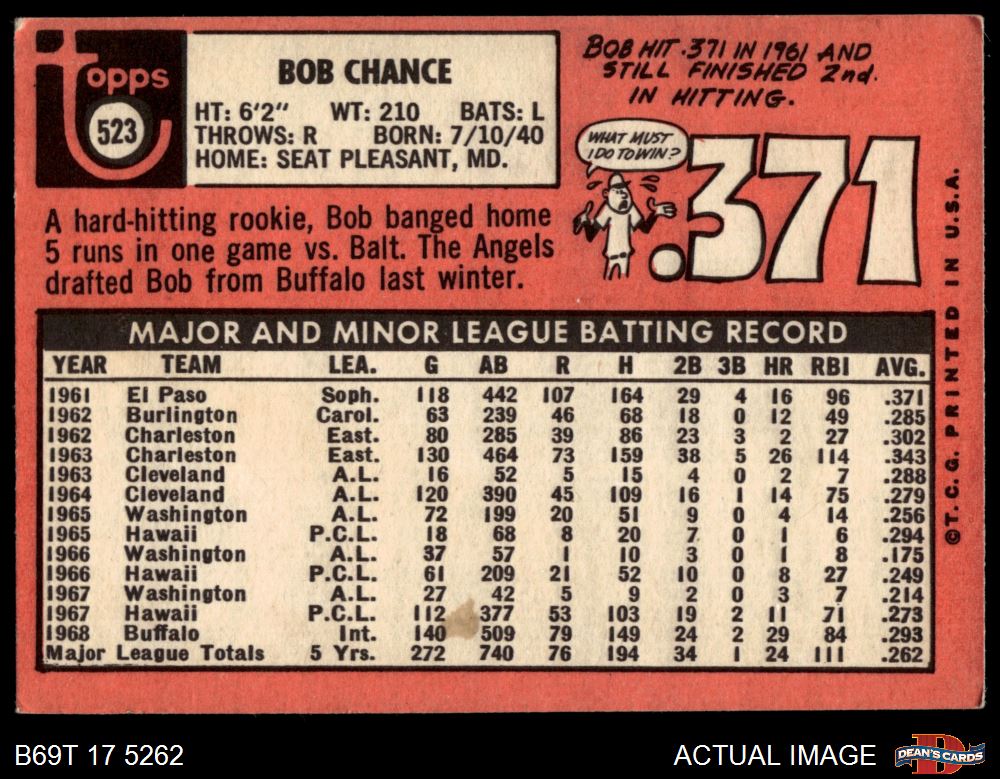 topps
523
BOB CHANCE
HT: 6'2" WT: 210 BATS: L
THROWS: R BORN: 7/10/40
HOME: SEAT PLEASANT, MD.
BOB HIT .371 IN 1961 AND
STILL FINISHED 2nd.
IN HITTING.
WHAT MUST
I DO TO WIN?
.371
A hard-hitting rookie, Bob banged home
5 runs in one game vs. Balt. The Angels
drafted Bob from Buffalo last winter.
MAJOR AND MINOR LEAGUE BATTING RECORD
YEAR TEAM LEA. G AB R H 2B 3B HR RBI AVG.
1961 El Paso Soph. 118 442 107 164 29 4 16 96 .371
1962 Burlington Carol. 63 239 46 68 18 0 12 49 .285
1962 Charleston East. 80 285 39 86 23 3 2 27 .302
1963 Charleston East. 130 464 73 159 38 5 26 114 .343
1963 Cleveland A.L. 16 52 5 15 4 0 2 7 .288
1964 Cleveland A.L. 120 390 45 109 16 1 14 75 .279
1965 Washington A.L. 72 199 20 51 9 0 4 14 .256
1965 Hawaii P.C.L. 18 68 8 20 7 0 1 6 .294
1966 Washington A.L. 37 57 1 10 3 0 1 8 .175
1966 Hawaii P.C.L. 61 209 21 52 10 0 8 27 .249
1967 Washington A.L. 27 42 5 9 2 0 3 7 .214
1967 Hawaii P.C.L. 112 377 53 103 19 2 11 71 .273
1968 Buffalo Int. 140 509 79 149 24 2 29 84 .293
Major League Totals 5 Yrs. 272 740 76 194 34 1 24 111 .262
©T.C.G. PRINTED IN U.S.A.
B69T 17 5262
ACTUAL IMAGE
D
DEAN'S CARDS